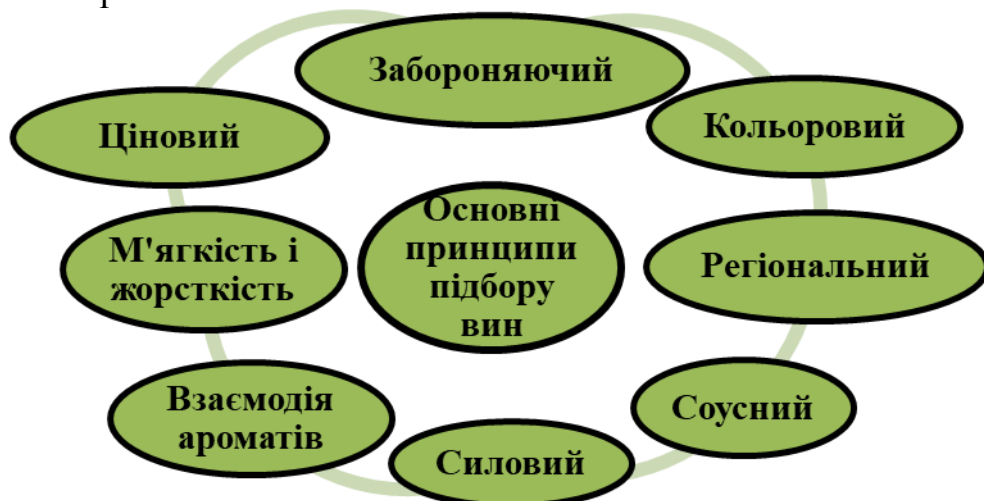 Забороняючий
Кольоровий
Регіональний
Соусний
Силовий
Взаємодія
ароматів
М'ягкість і
жорсткість
Ціновий
Основні
принципи
підбору
вин